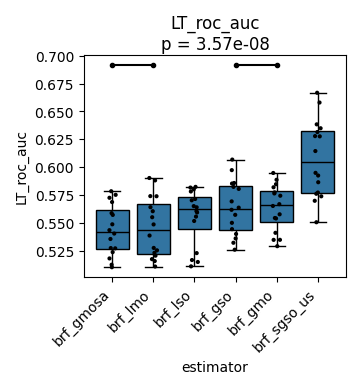 LT_roc_auc
p = 3.57e-08
0.700
0.675
0.650
0.625
0.600
0.575
0.550
0.525
LT_roc_auc
brf_gmosa
brf_lmo
brf_lso
brf_gso
brf_gmo
brf_sgso_us
estimator